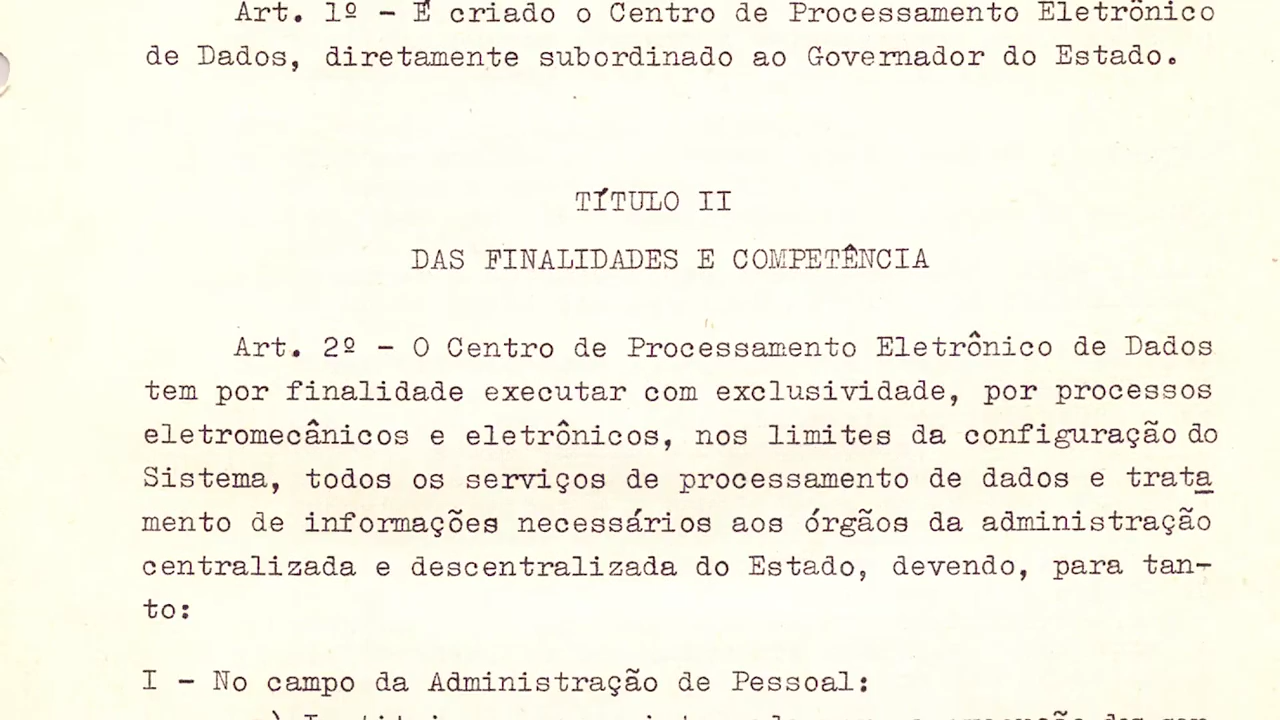 Art. 1º - É criado o Centro de Processamento Eletrônico
de Dados, diretamente subordinado ao Governador do Estado.
TÍTULO II
DAS FINALIDADES E COMPETÊNCIA
Art. 2º - O Centro de Processamento Eletrônico de Dados
tem por finalidade executar com exclusividade, por processos
eletromecânicos e eletrônicos, nos limites da configuração do
Sistema, todos os serviços de processamento de dados e trata
mento de informações necessários aos órgãos da administração
centralizada e descentralizada do Estado, devendo, para tan-
to:
I - No campo da Administração de Pessoal: